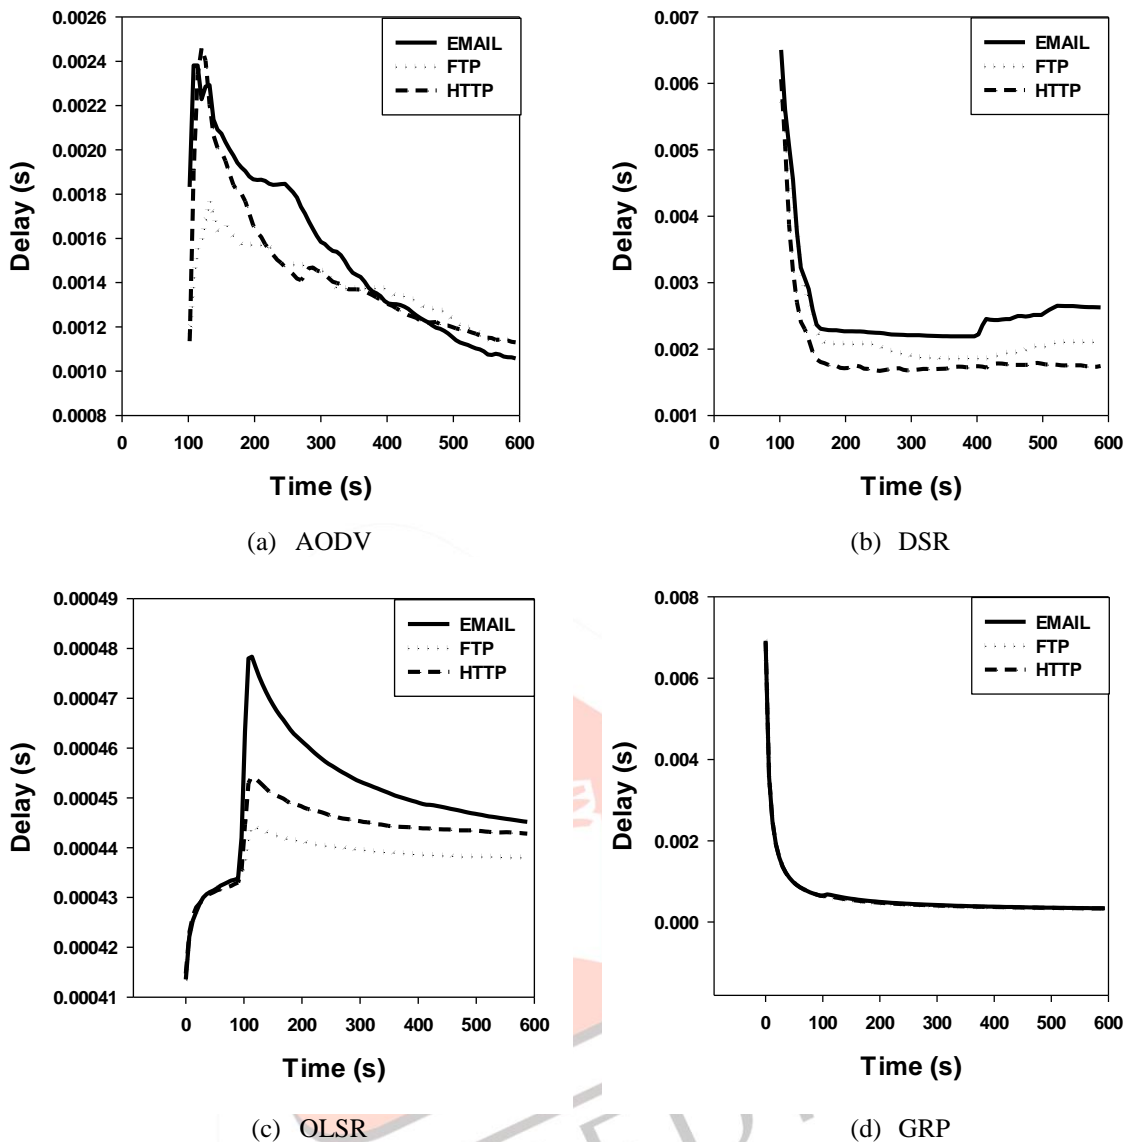 0.0026
0.0024
0.0022
0.0020
0.0018
0.0016
0.0014
0.0012
0.0010
0.0008
Delay (s)
EMAIL
FTP
HTTP
0 100 200 300 400 500 600
Time (s)
(a) AODV
0.007
0.006
0.005
0.004
0.003
0.002
0.001
Delay (s)
EMAIL
FTP
HTTP
0 100 200 300 400 500 600
Time (s)
(b) DSR
0.00049
0.00048
0.00047
0.00046
0.00045
0.00044
0.00043
0.00042
0.00041
Delay (s)
EMAIL
FTP
HTTP
0 100 200 300 400 500 600
Time (s)
(c) OLSR
0.008
0.006
0.004
0.002
0.000
Delay (s)
EMAIL
FTP
HTTP
0 100 200 300 400 500 600
Time (s)
(d) GRP